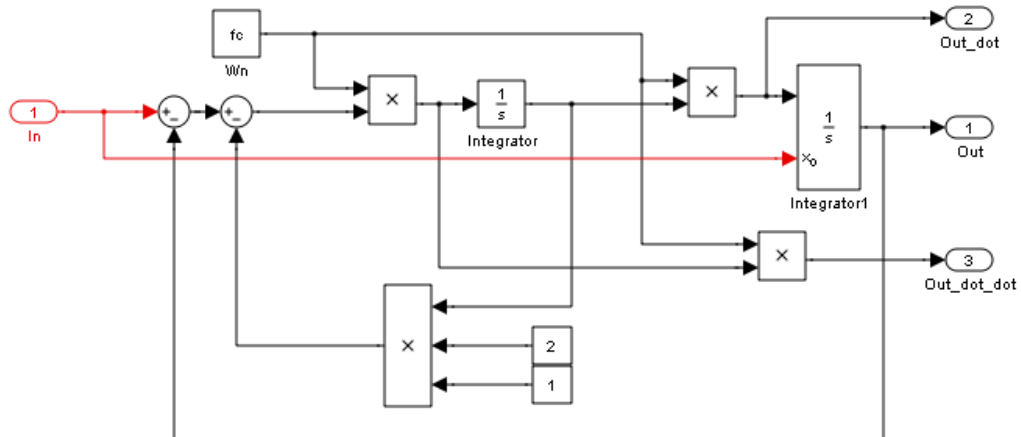 2
Out_dot
fc
Wn
×
×
1
s
Integrator
1
In
+
−
+
−
1
s
x₀
Integrator1
1
Out
×
3
Out_dot_dot
×
2
1